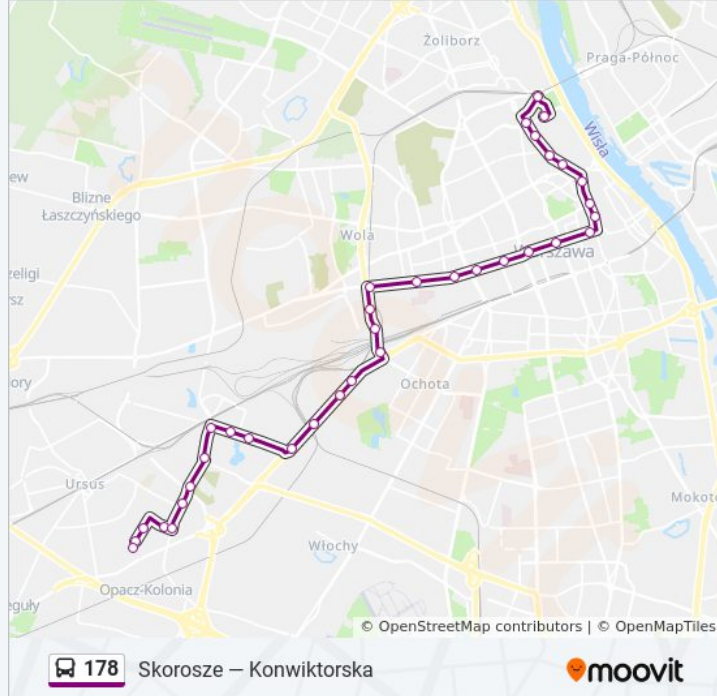 Żoliborz
Praga-Północ
Wisła
ew
Blizne
Łaszczyńskiego
Wola
Warszawa
zeligi
sz
ory
Ochota
Ursus
Mokoto
Włochy
Opacz-Kolonia
eguły
© OpenStreetMap contributors | © OpenMapTiles
178 Skorosze — Konwiktorska
moovit